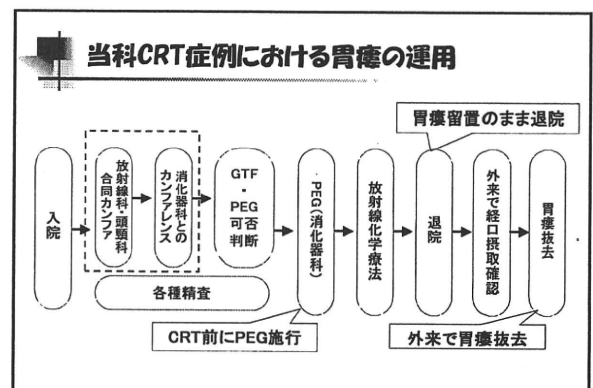 当科CRT症例における胃瘻の運用
胃瘻留置のまま退院
入院
放射線科・頭頸科
合同カンファ
消化器科との
カンファレンス
GTF
・
PEG
可否
判断
PEG(消化器科)
放射線化学療法
退院
外来で経口摂取確認
胃瘻抜去
各種精査
CRT前にPEG施行
外来で胃瘻抜去